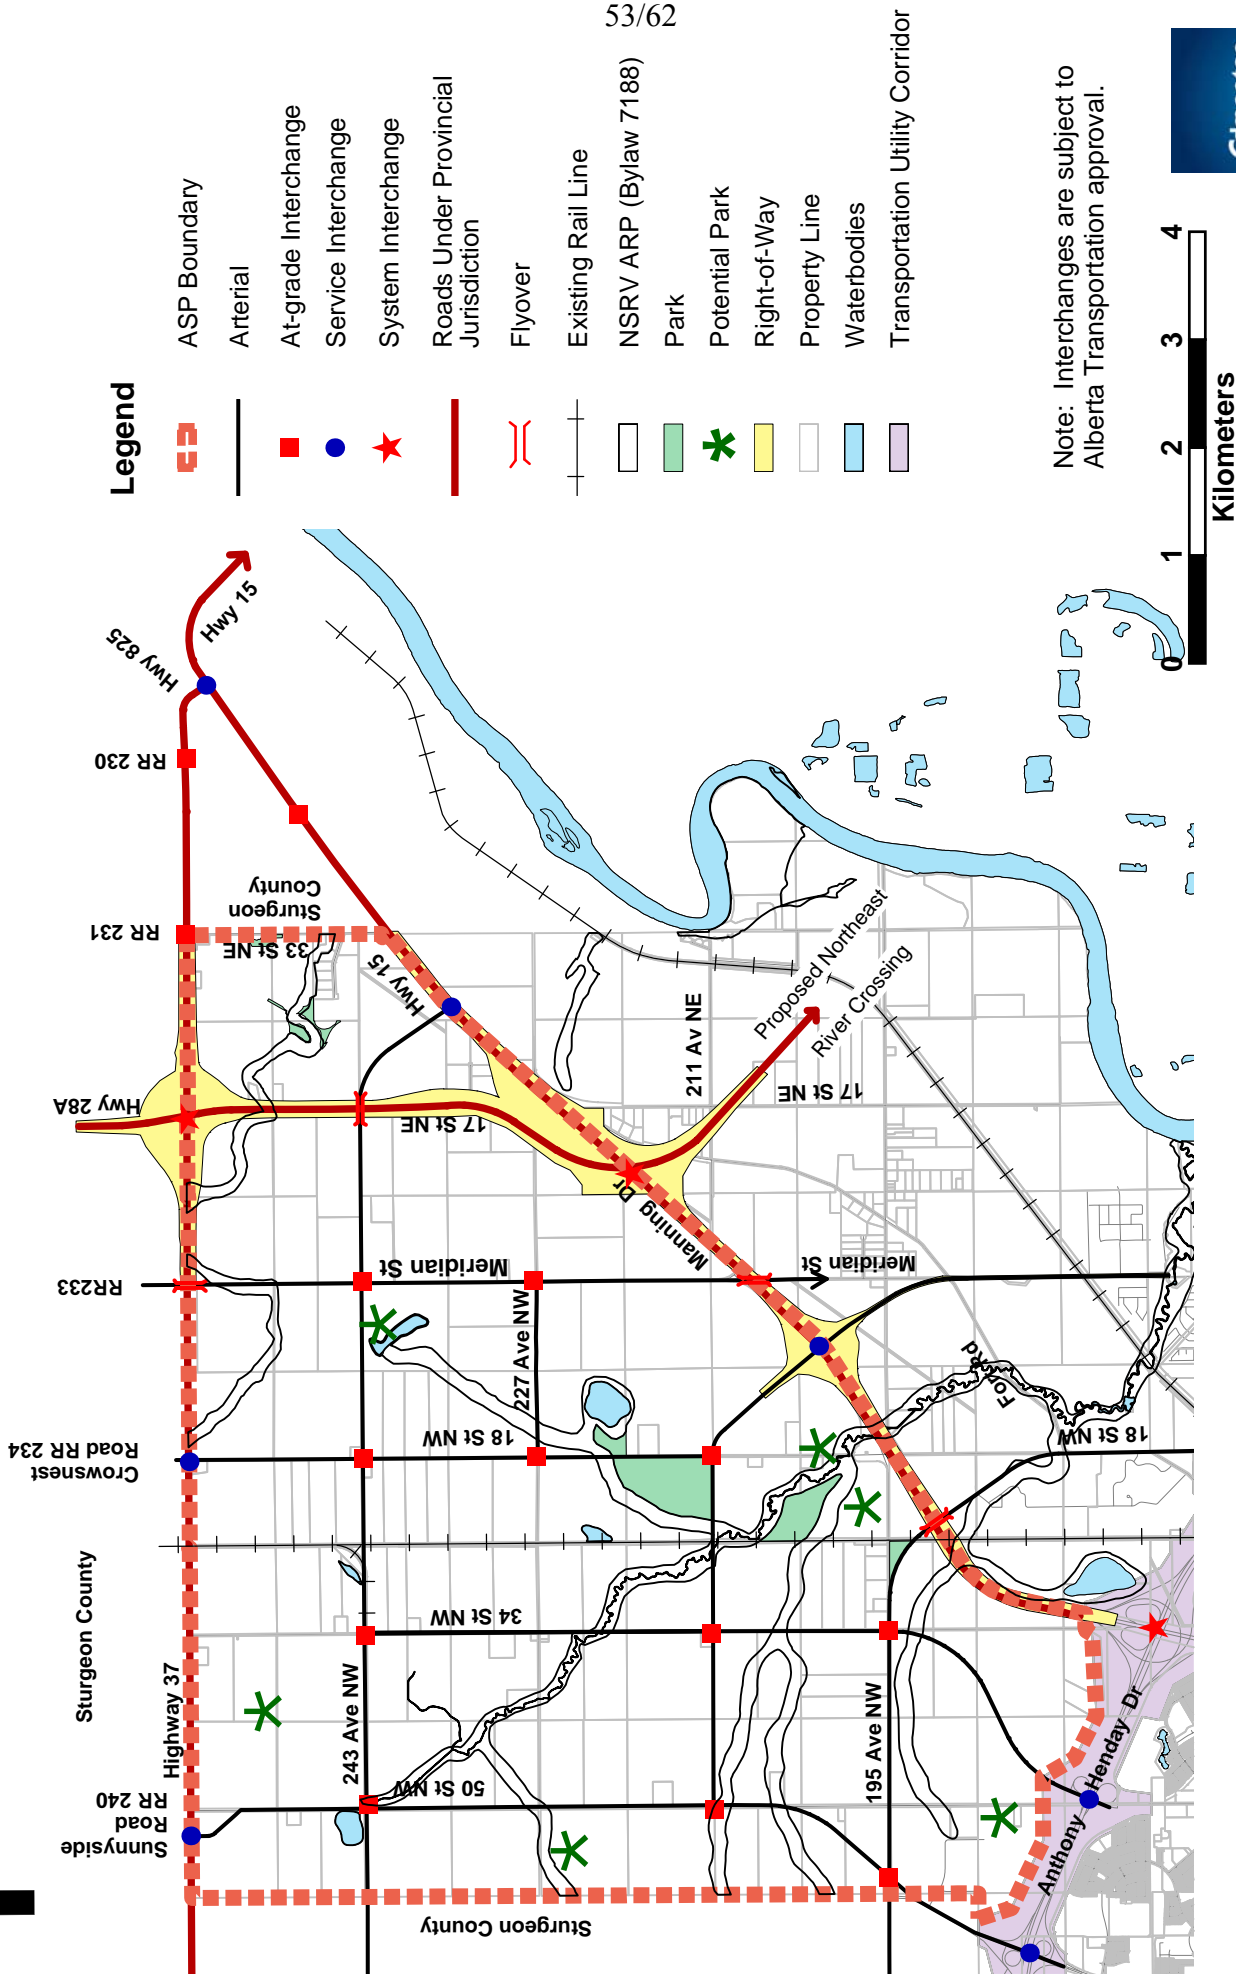 53/62
Legend
ASP Boundary
Arterial
At-grade Interchange
Service Interchange
System Interchange
Roads Under Provincial
Jurisdiction
Flyover
Existing Rail Line
NSRV ARP (Bylaw 7188)
Park
Potential Park
Right-of-Way
Property Line
Waterbodies
Transportation Utility Corridor
Note: Interchanges are subject to
Alberta Transportation approval.
0 1 2 3 4
Kilometers
Hwy 15
Hwy 825
RR 230
RR 231
Sturgeon
County
33 St NE
Hwy 15
Hwy 28A
17 St NE
211 Av NE
Proposed Northeast
River Crossing
17 St NE
Manning Dr
RR233
Meridian St
Meridian
St
227 Ave NW
Crowsnest
Road RR 234
18 St NW
Fort Rd
18 St NW
Sturgeon County
Highway 37
34 St NW
243 Ave NW
195 Ave NW
50 St NW
Sunnyside
Road
RR 240
Sturgeon County
Anthony Henday Dr